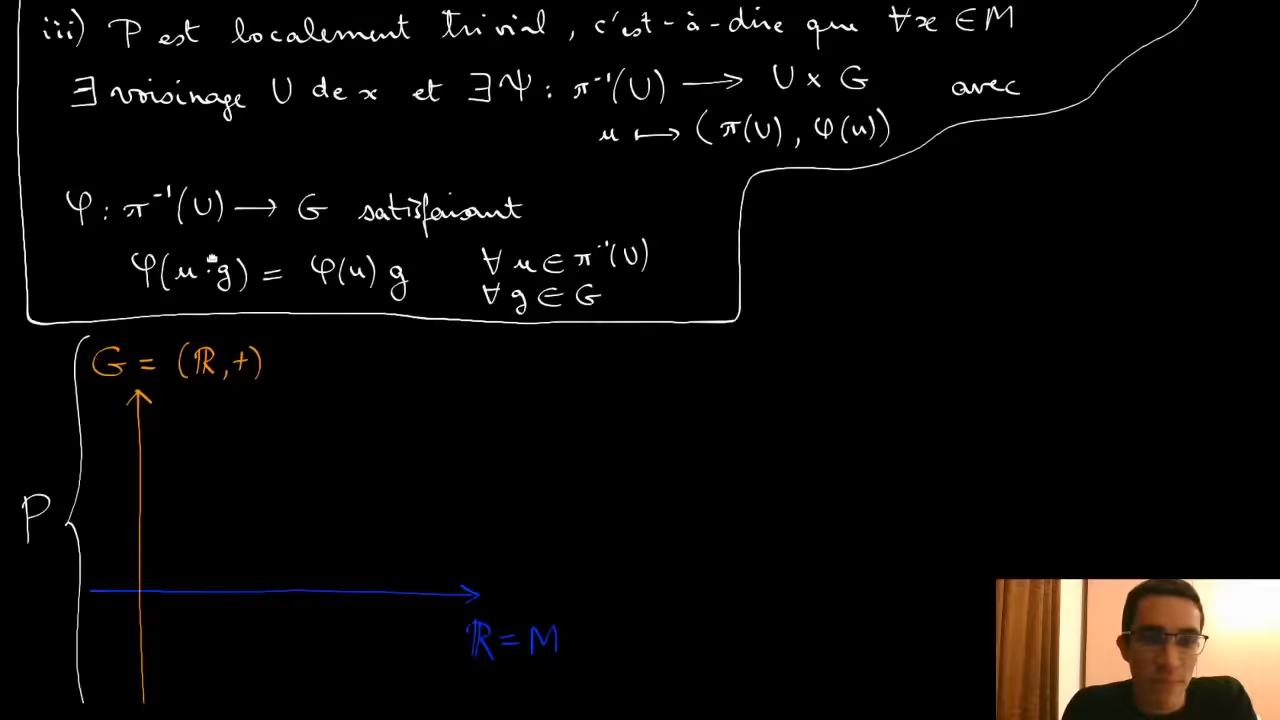 iii) P est localement trivial, c'est-à-dire que ∀x ∈ M
∃ voisinage U de x et ∃Ψ : π⁻¹(U) ⟶ U × G avec
u ⟼ (π(U), φ(u))
φ : π⁻¹(U) ⟶ G satisfaisant
φ(u·g) = φ(u) g ∀ u ∈ π⁻¹(U)
∀ g ∈ G
G = (ℝ,+)
P
ℝ = M